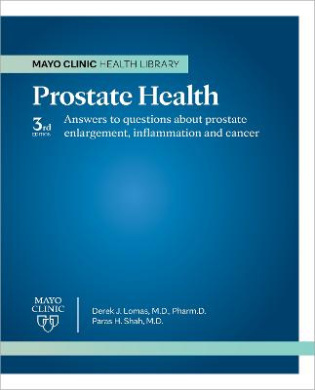 MAYO CLINIC HEALTH LIBRARY
Prostate Health
3rd EDITION
Answers to questions about prostate
enlargement, inflammation and cancer
MAYO
CLINIC
Derek J. Lomas, M.D., Pharm.D.
Paras H. Shah, M.D.